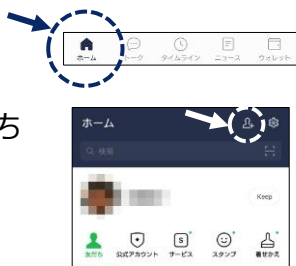 ホーム トーク タイムライン ニュース ウォレット
ち
ホーム
検索
Keep
友だち 公式アカウント サービス スタンプ 着せかえ